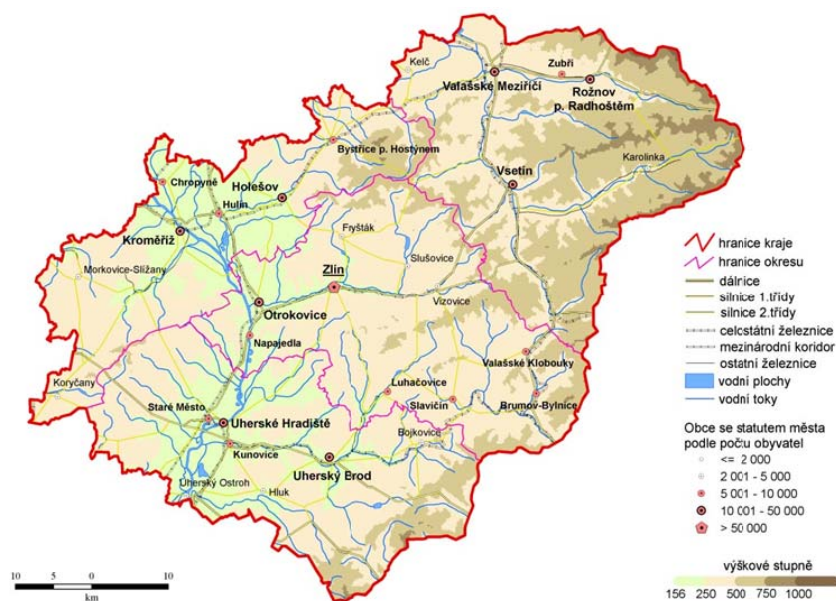 Kelč
Zubří
Valašské Meziříčí
Rožnov
p. Radhoštěm
Bystřice p. Hostýnem
Karolinka
Vsetín
Chropyně
Holešov
Hulín
Kroměříž
Fryšták
Slušovice
Morkovice-Slížany
Zlín
Vizovice
Otrokovice
Napajedla
Valašské Klobouky
Koryčany
Luhačovice
Slavičín
Brumov-Bylnice
Staré Město
Uherské Hradiště
Bojkovice
Kunovice
Uherský Brod
Uherský Ostroh
Hluk
hranice kraje
hranice okresu
dálnice
silnice 1.třídy
silnice 2.třídy
celostátní železnice
mezinárodní koridor
ostatní železnice
vodní plochy
vodní toky
Obce se statutem města
podle počtu obyvatel
<= 2 000
2 001 - 5 000
5 001 - 10 000
10 001 - 50 000
> 50 000
výškové stupně
156 250 500 750 1000
10 5 0 10
km